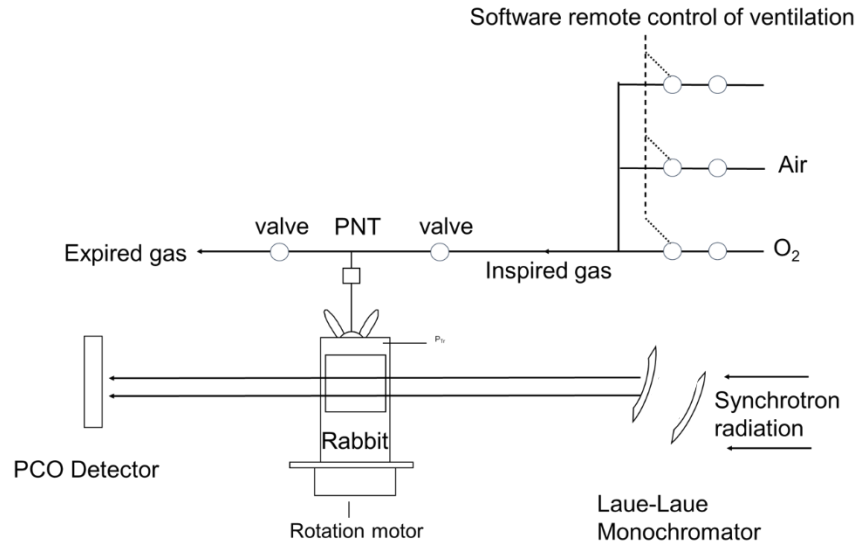 Software remote control of ventilation
Air
valve PNT valve
O₂
Expired gas
Inspired gas
Synchrotron
radiation
Rabbit
PCO Detector
Laue-Laue
Monochromator
Rotation motor